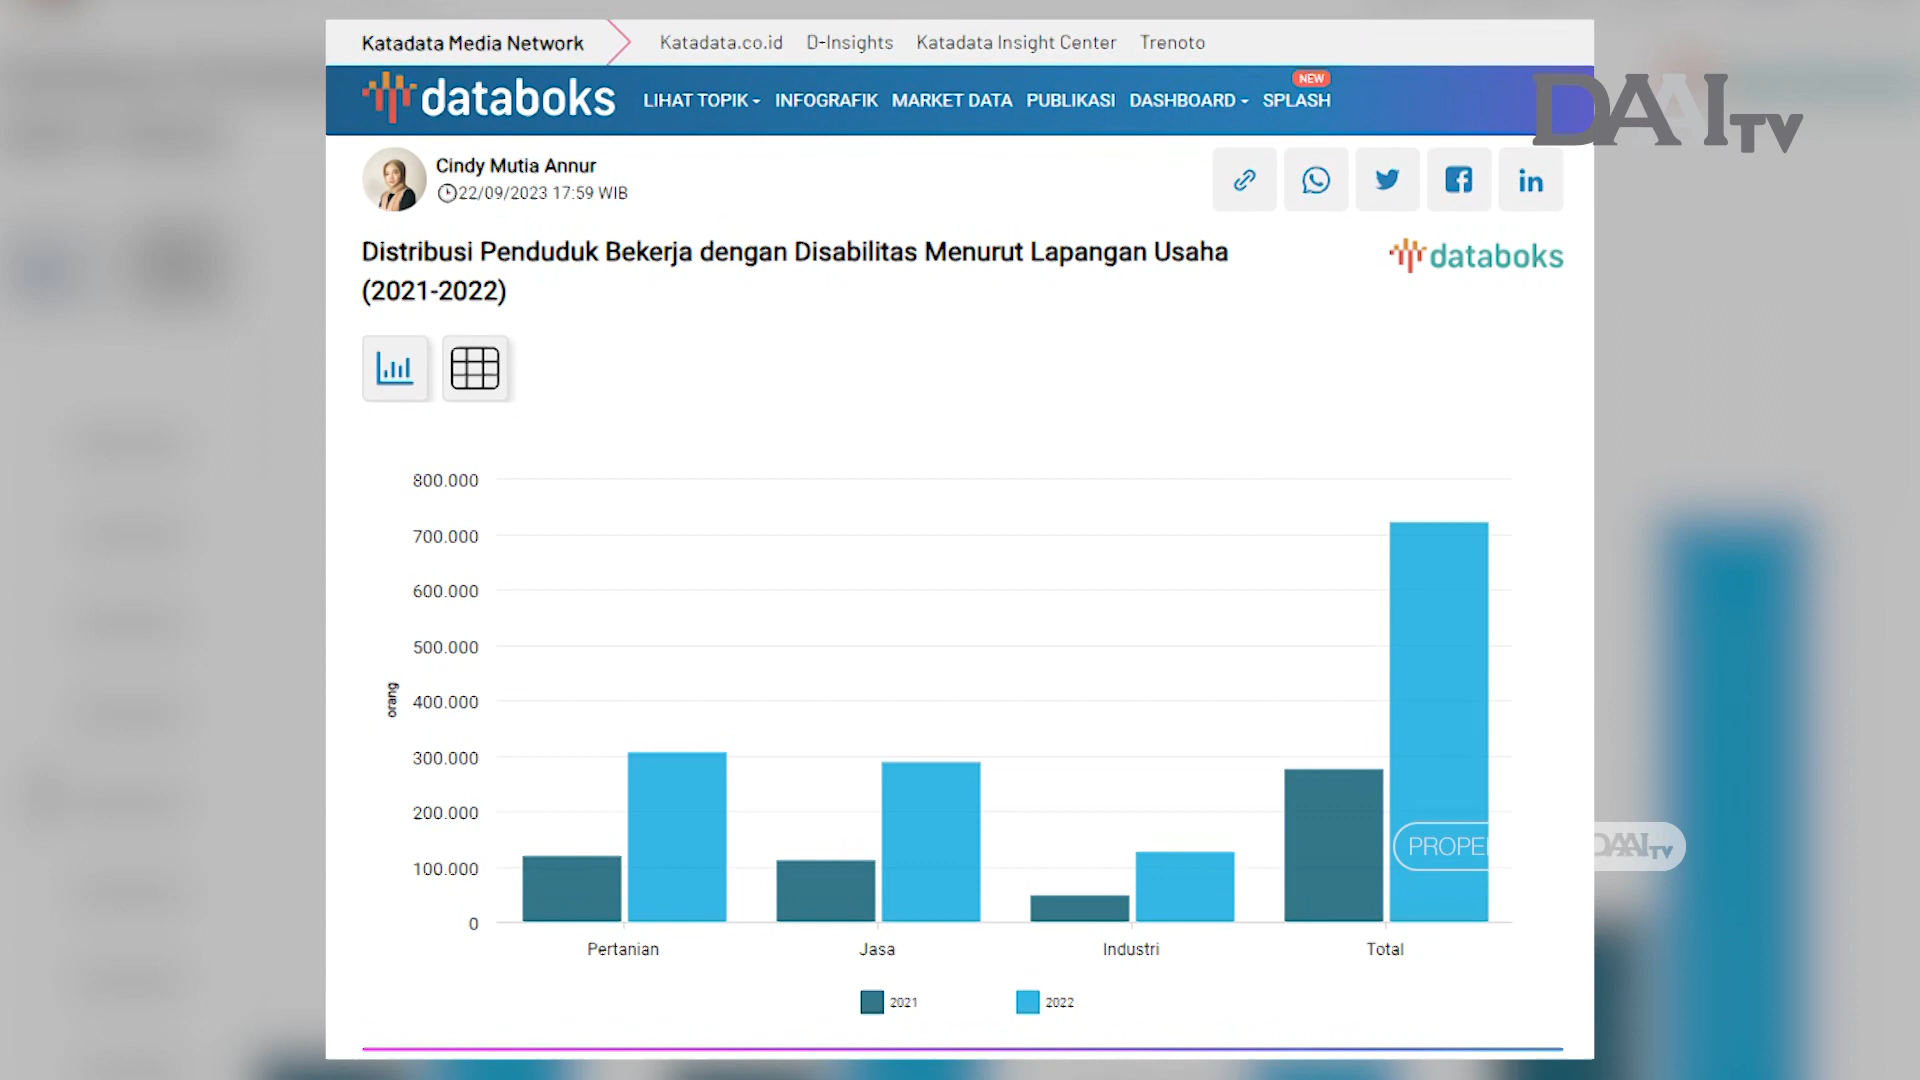 Katadata Media Network
Katadata.co.id D-Insights Katadata Insight Center Trenoto
databoks LIHAT TOPIK INFOGRAFIK MARKET DATA PUBLIKASI DASHBOARD NEW SPLASH
DAAI TV
Cindy Mutia Annur
22/09/2023 17:59 WIB
in
Distribusi Penduduk Bekerja dengan Disabilitas Menurut Lapangan Usaha
(2021-2022)
databoks
800.000
700.000
600.000
500.000
orang
400.000
300.000
200.000
100.000
0
Pertanian Jasa Industri Total
DAAI TV
2021 2022